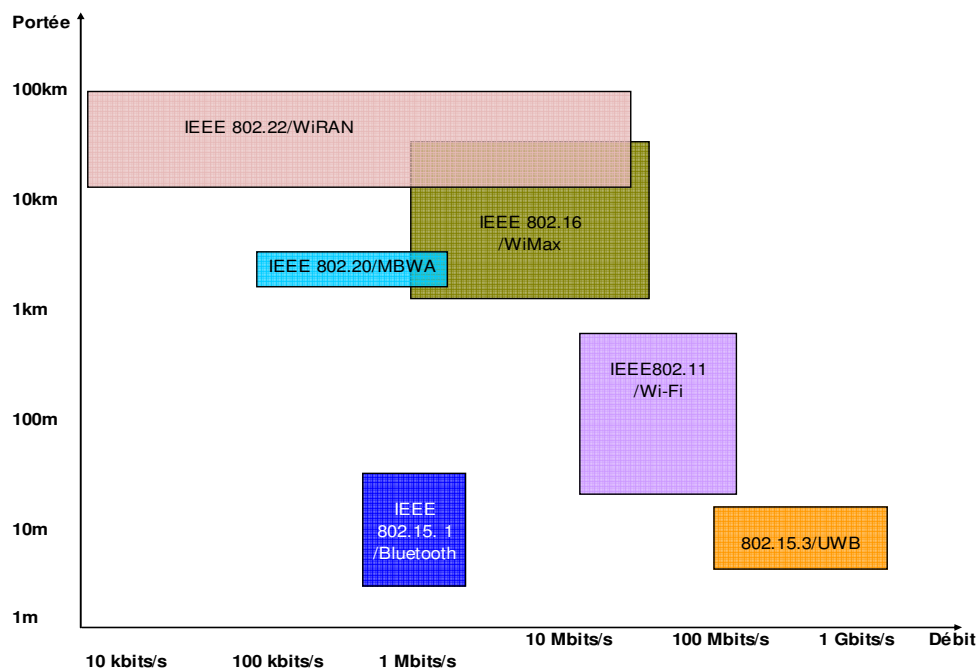 Portée
100km
IEEE 802.22/WiRAN
10km
IEEE 802.16
/WiMax
IEEE 802.20/MBWA
1km
IEEE802.11
/Wi-Fi
100m
IEEE
802.15. 1
/Bluetooth
10m
802.15.3/UWB
1m
10 Mbits/s 100 Mbits/s 1 Gbits/s Débit
10 kbits/s 100 kbits/s 1 Mbits/s